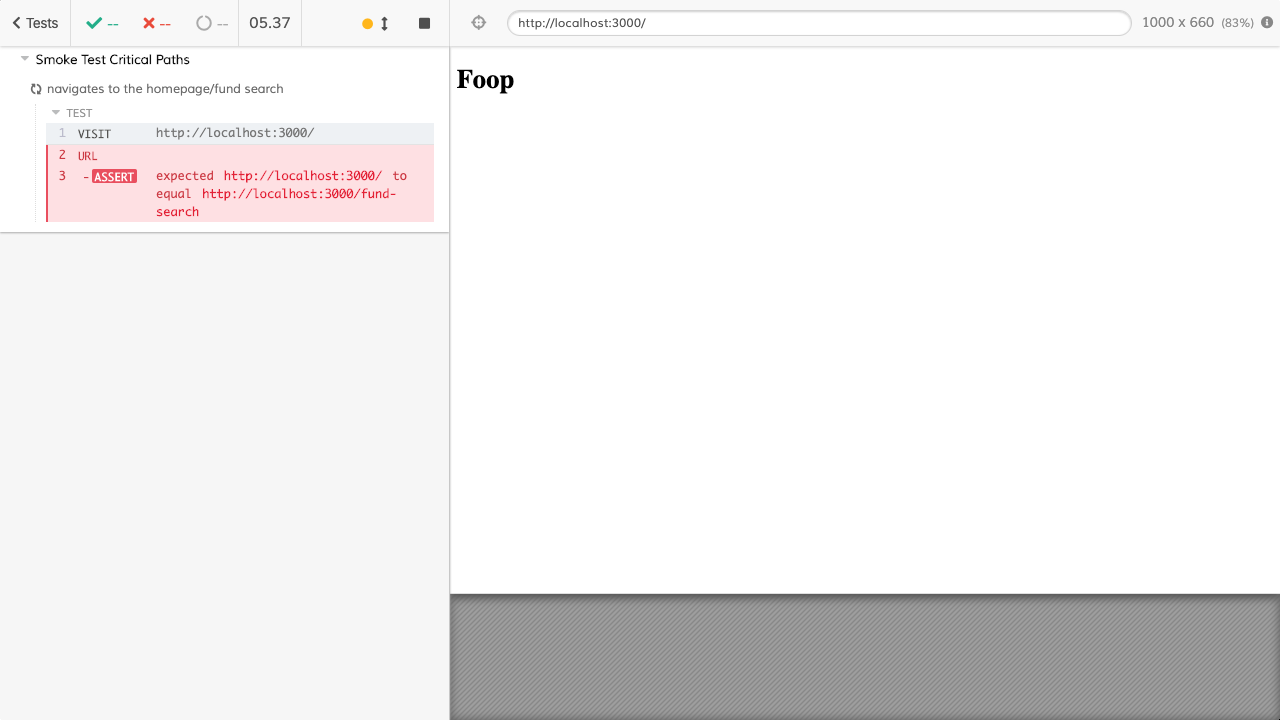 Tests -- -- -- 05.37
http://localhost:3000/ 1000 x 660 (83%)
Smoke Test Critical Paths
navigates to the homepage/fund search
TEST
1 VISIT http://localhost:3000/
2 URL
3 -ASSERT expected http://localhost:3000/ to
equal http://localhost:3000/fund-
search
Foop